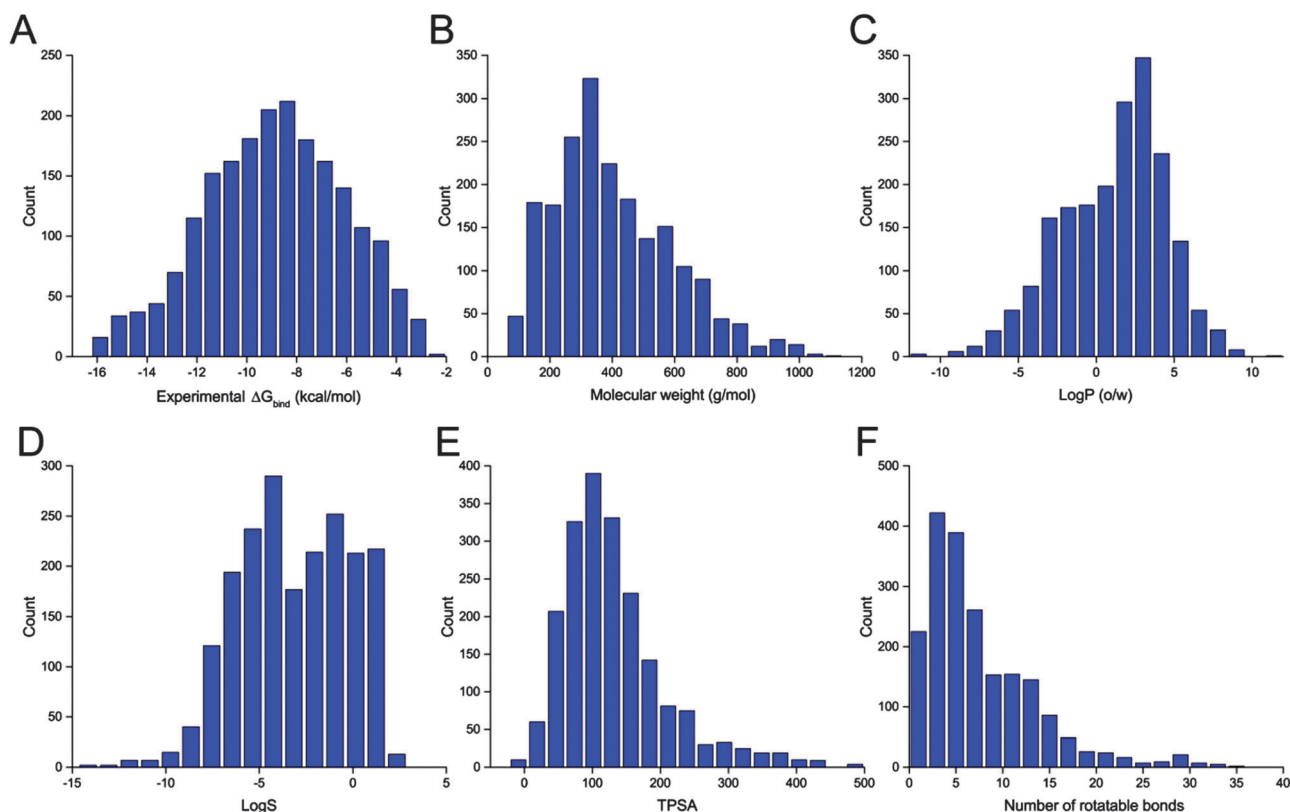 A
250
200
150
100
50
0
Count
-16 -14 -12 -10 -8 -6 -4 -2
Experimental ΔGbind (kcal/mol)
B
350
300
250
200
150
100
50
0
Count
0 200 400 600 800 1000 1200
Molecular weight (g/mol)
C
350
300
250
200
150
100
50
0
Count
-10 -5 0 5 10
LogP (o/w)
D
300
250
200
150
100
50
0
Count
-15 -10 -5 0 5
LogS
E
400
350
300
250
200
150
100
50
0
Count
0 100 200 300 400 500
TPSA
F
500
400
300
200
100
0
Count
0 5 10 15 20 25 30 35 40
Number of rotatable bonds